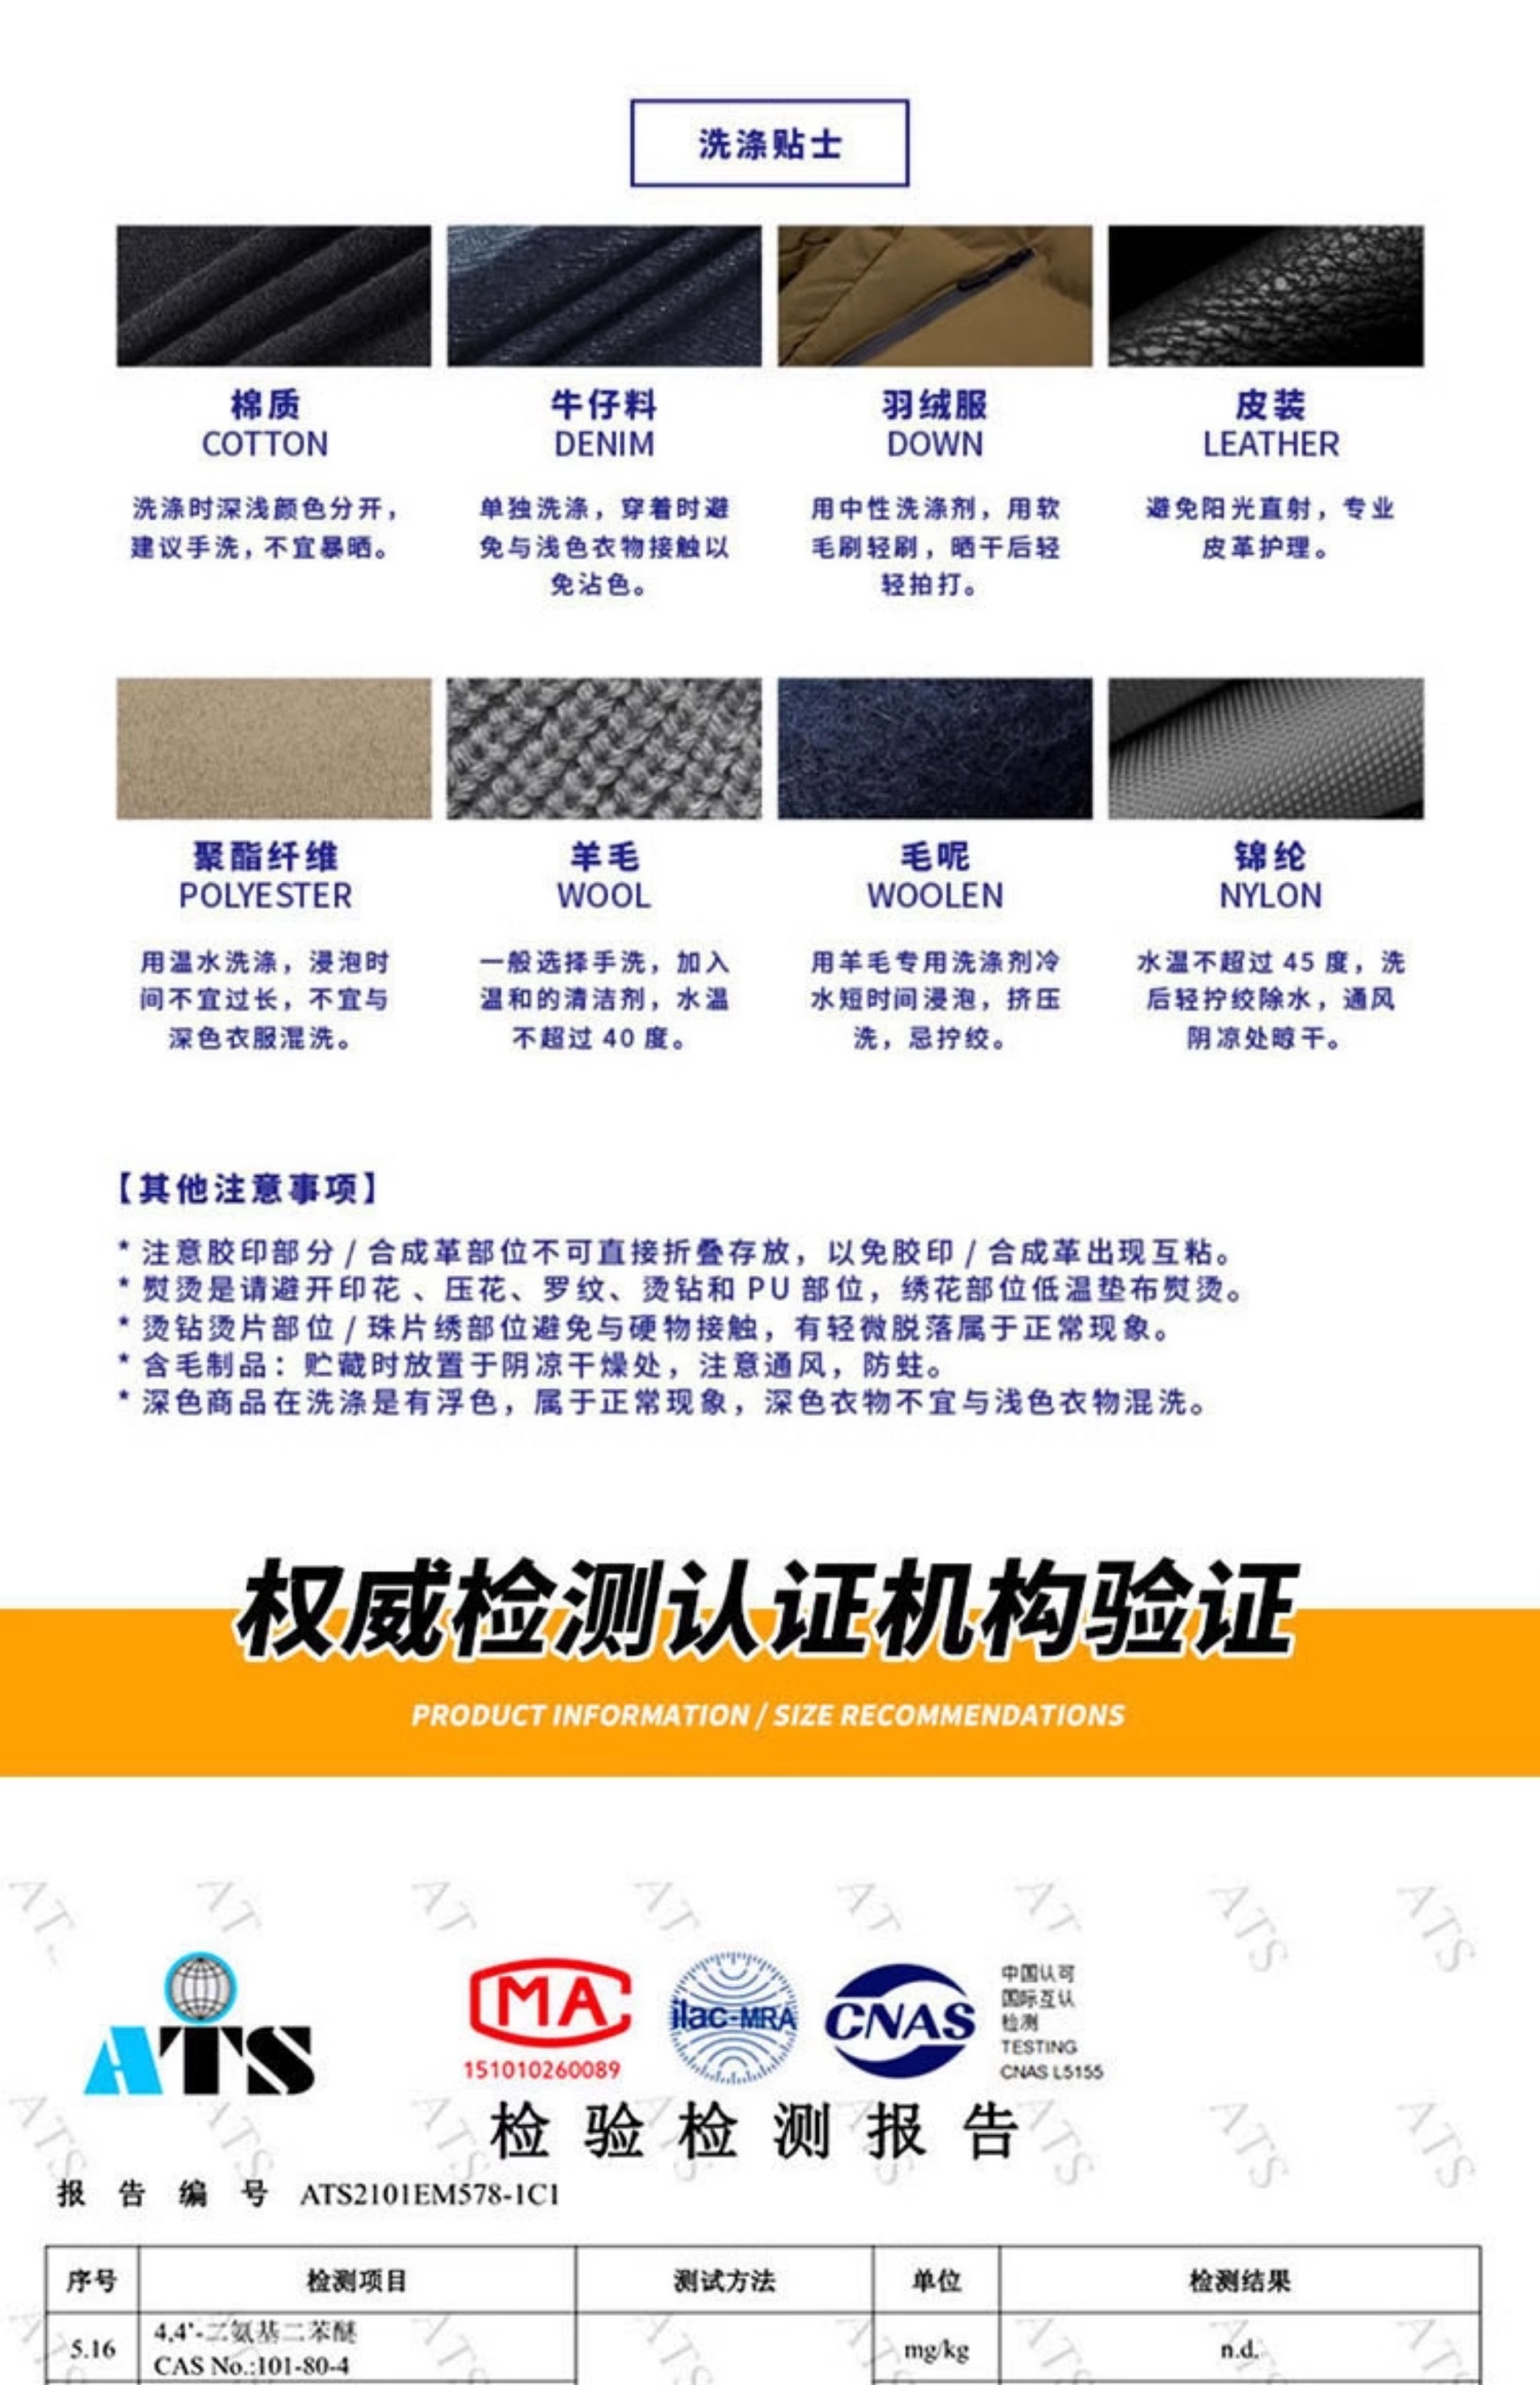 洗涤贴士
棉质
COTTON
洗涤时深浅颜色分开，
建议手洗，不宜暴晒。
牛仔料
DENIM
单独洗涤，穿着时避
免与浅色衣物接触以
免沾色。
羽绒服
DOWN
用中性洗涤剂，用软
毛刷轻刷，晒干后轻
轻拍打。
皮装
LEATHER
避免阳光直射，专业
皮革护理。
聚酯纤维
POLYESTER
用温水洗涤，浸泡时
间不宜过长，不宜与
深色衣服混洗。
羊毛
WOOL
一般选择手洗，加入
温和的清洁剂，水温
不超过 40 度。
毛呢
WOOLEN
用羊毛专用洗涤剂冷
水短时间浸泡，挤压
洗，忌拧绞。
锦纶
NYLON
水温不超过 45 度，洗
后轻拧绞除水，通风
阴凉处晾干。
【其他注意事项】
* 注意胶印部分 / 合成革部位不可直接折叠存放，以免胶印 / 合成革出现互粘。
* 熨烫是请避开印花、压花、罗纹、烫钻和 PU 部位，绣花部位低温垫布熨烫。
* 烫钻烫片部位 / 珠片绣部位避免与硬物接触，有轻微脱落属于正常现象。
* 含毛制品：贮藏时放置于阴凉干燥处，注意通风，防蛀。
* 深色商品在洗涤是有浮色，属于正常现象，深色衣物不宜与浅色衣物混洗。
权威检测认证机构验证
PRODUCT INFORMATION / SIZE RECOMMENDATIONS
ATS
MA
151010260089
ilac-MRA
CNAS
中国认可
国际互认
检测
TESTING
CNAS L5155
检验检测报告
报告编号 ATS2101EM578-1C1
序号 检测项目 测试方法 单位 检测结果
5.16 4,4'-二氨基二苯醚 mg/kg n.d.
CAS No.:101-80-4